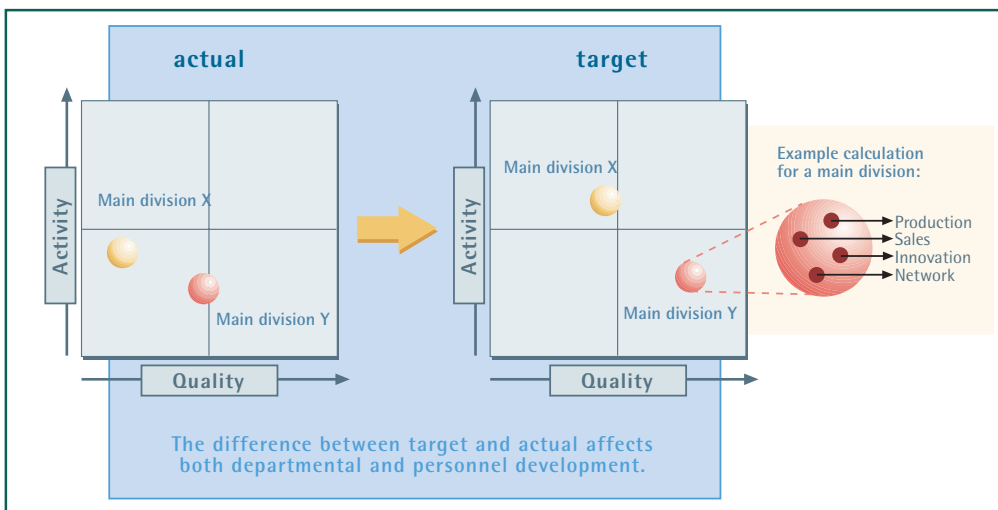 actual
target
Activity
Main division X
Main division Y
Quality
Activity
Main division X
Main division Y
Quality
Example calculation
for a main division:
Production
Sales
Innovation
Network
The difference between target and actual affects
both departmental and personnel development.